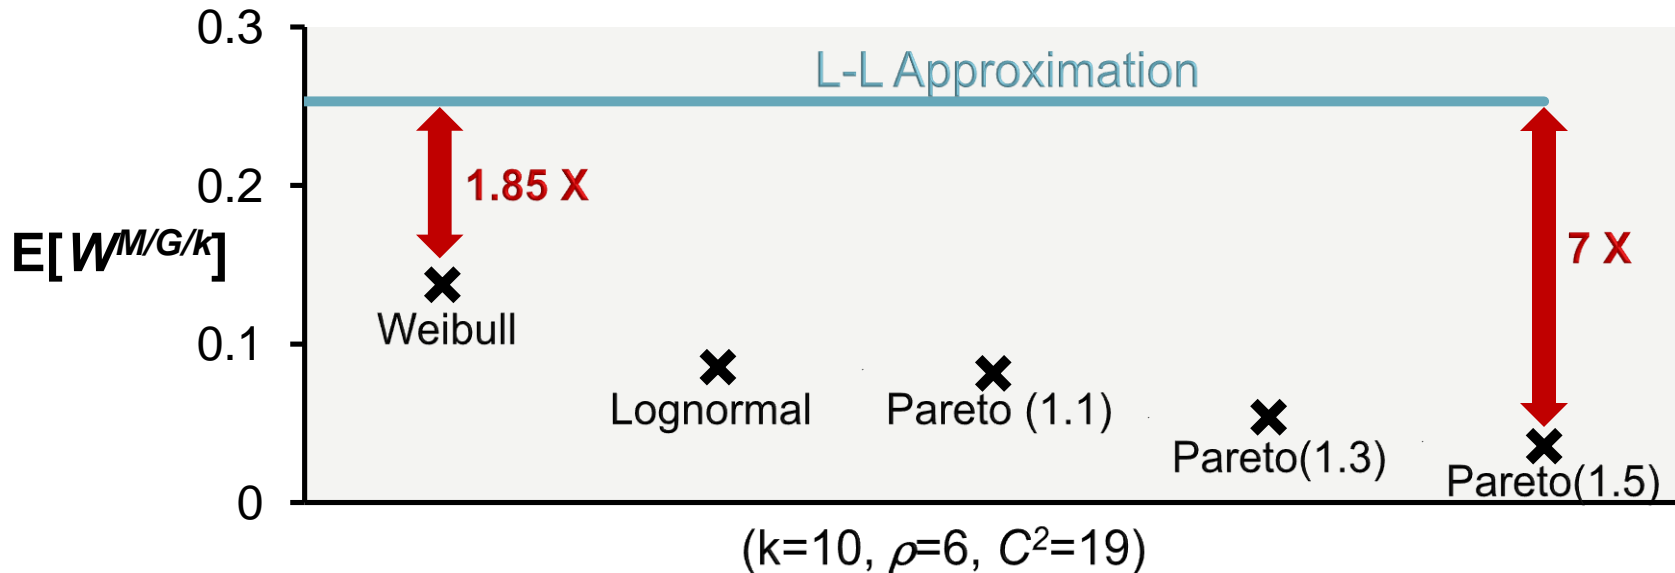 0.3
L-L Approximation
0.2
1.85 X
E[W^{M/G/k}]
7 X
Weibull
0.1
Lognormal
Pareto (1.1)
Pareto(1.3)
Pareto(1.5)
0
(k=10, ρ=6, C²=19)